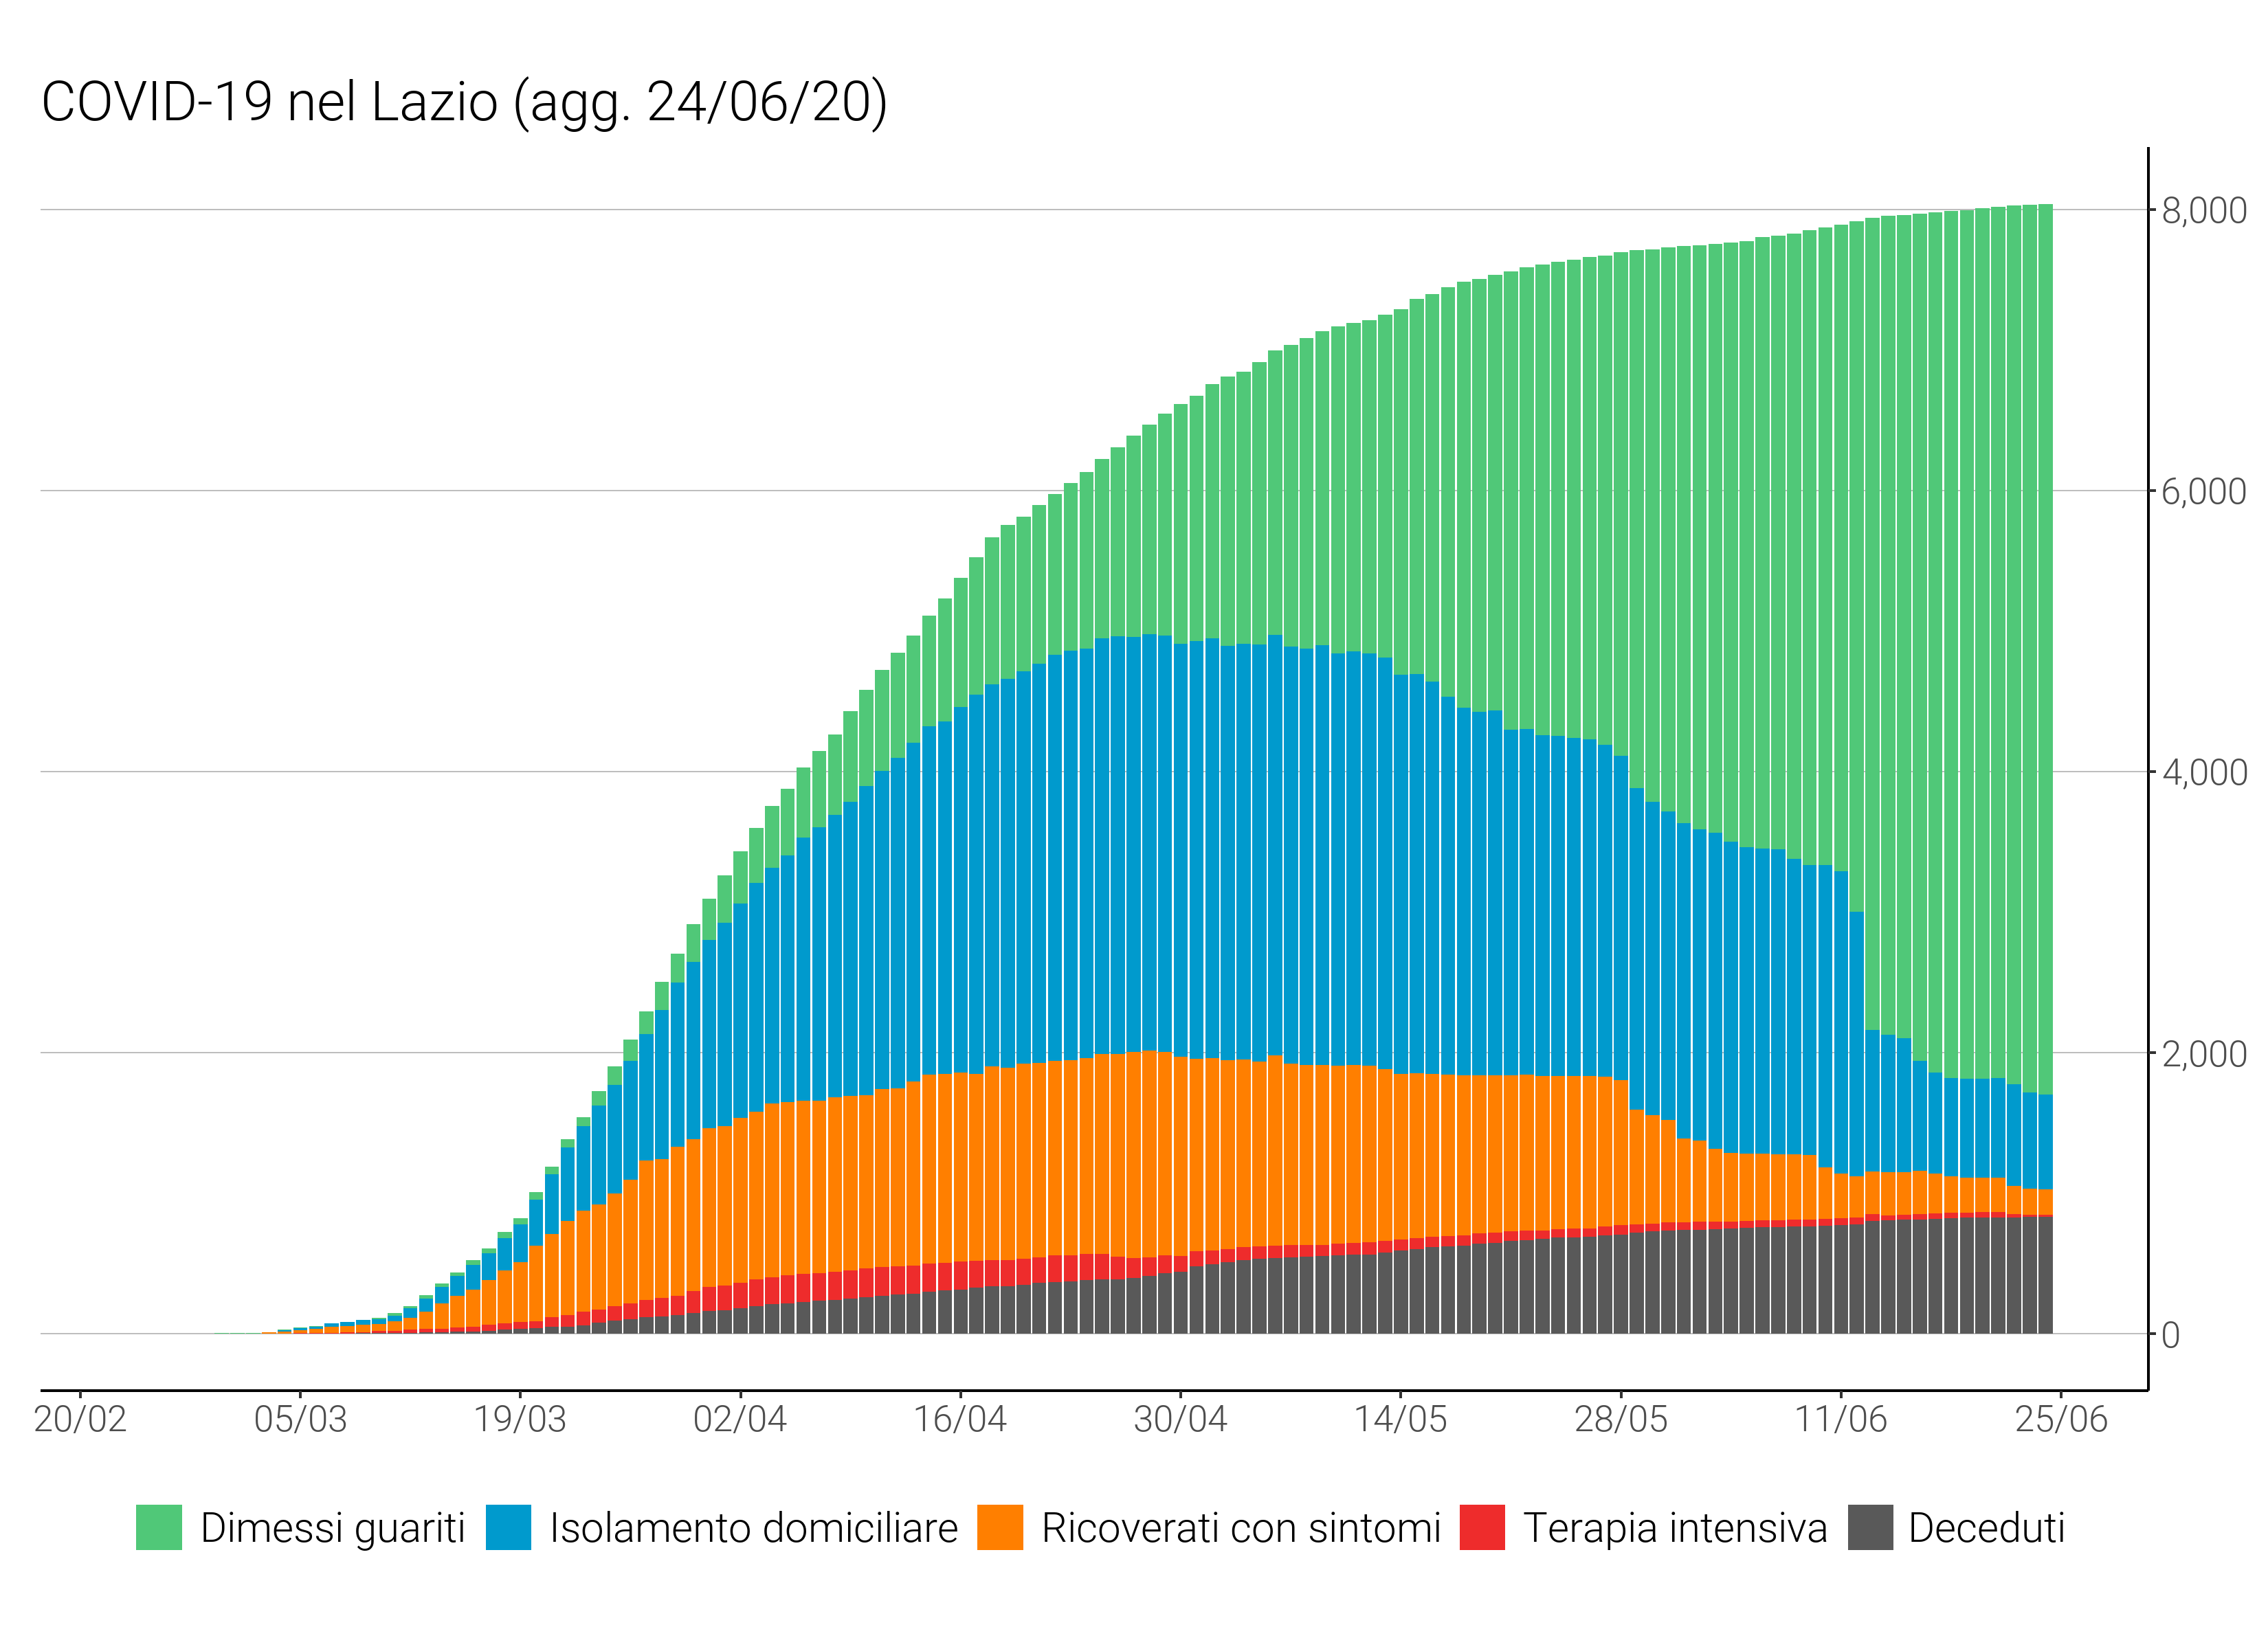 COVID-19 nel Lazio (agg. 24/06/20)
8,000
6,000
4,000
2,000
0
20/02 05/03 19/03 02/04 16/04 30/04 14/05 28/05 11/06 25/06
Dimessi guariti Isolamento domiciliare Ricoverati con sintomi Terapia intensiva Deceduti